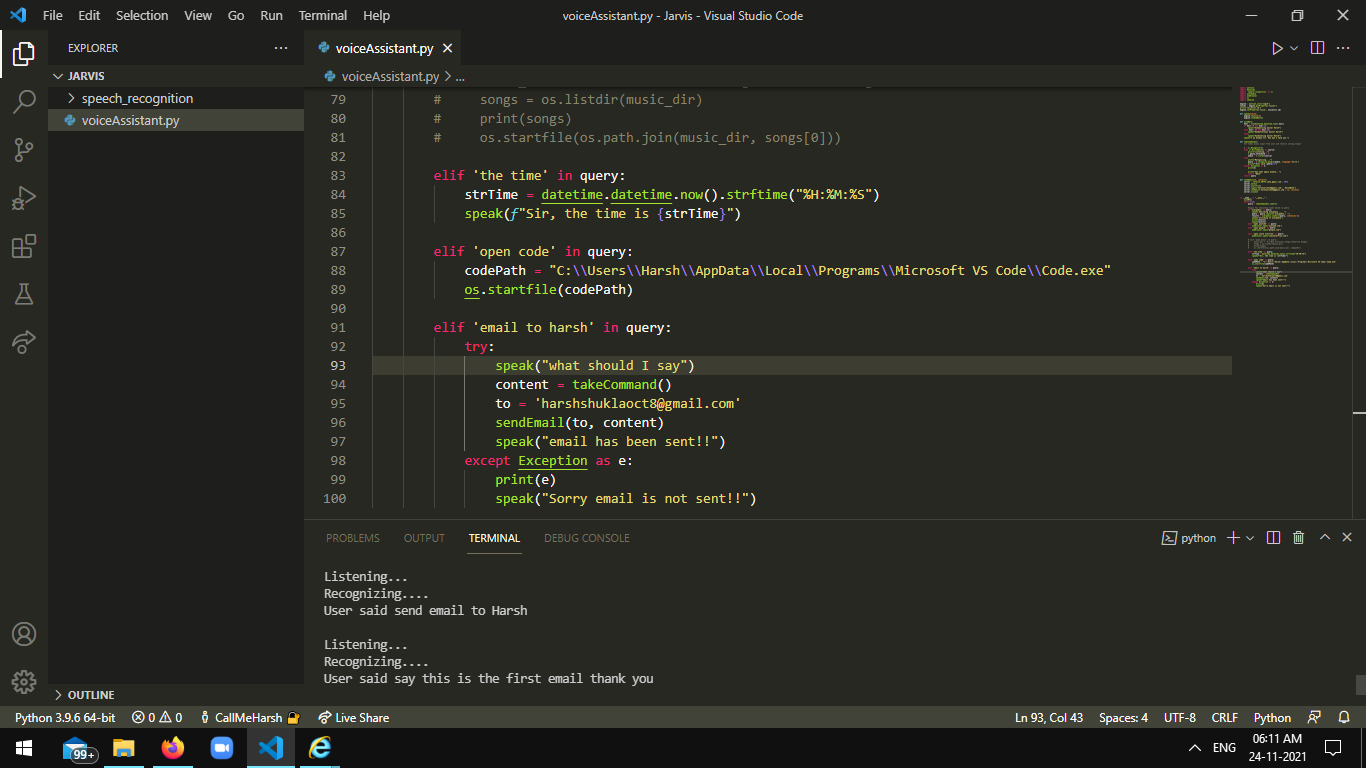 File Edit Selection View Go Run Terminal Help
voiceAssistant.py - Jarvis - Visual Studio Code
EXPLORER
JARVIS
speech_recognition
voiceAssistant.py
OUTLINE
voiceAssistant.py
voiceAssistant.py > ...
79 # songs = os.listdir(music_dir)
80 # print(songs)
81 # os.startfile(os.path.join(music_dir, songs[0]))
82
83 elif 'the time' in query:
84 strTime = datetime.datetime.now().strftime("%H:%M:%S")
85 speak(f"Sir, the time is {strTime}")
86
87 elif 'open code' in query:
88 codePath = "C:\\Users\\Harsh\\AppData\\Local\\Programs\\Microsoft VS Code\\Code.exe"
89 os.startfile(codePath)
90
91 elif 'email to harsh' in query:
92 try:
93 speak("what should I say")
94 content = takeCommand()
95 to = 'harshshuklaoct8@gmail.com'
96 sendEmail(to, content)
97 speak("email has been sent!!")
98 except Exception as e:
99 print(e)
100 speak("Sorry email is not sent!!")
PROBLEMS OUTPUT TERMINAL DEBUG CONSOLE
python
Listening...
Recognizing....
User said send email to Harsh
Listening...
Recognizing....
User said say this is the first email thank you
Python 3.9.6 64-bit 0 0 CallMeHarsh Live Share
Ln 93, Col 43 Spaces: 4 UTF-8 CRLF Python
99+
ENG
06:11 AM
24-11-2021